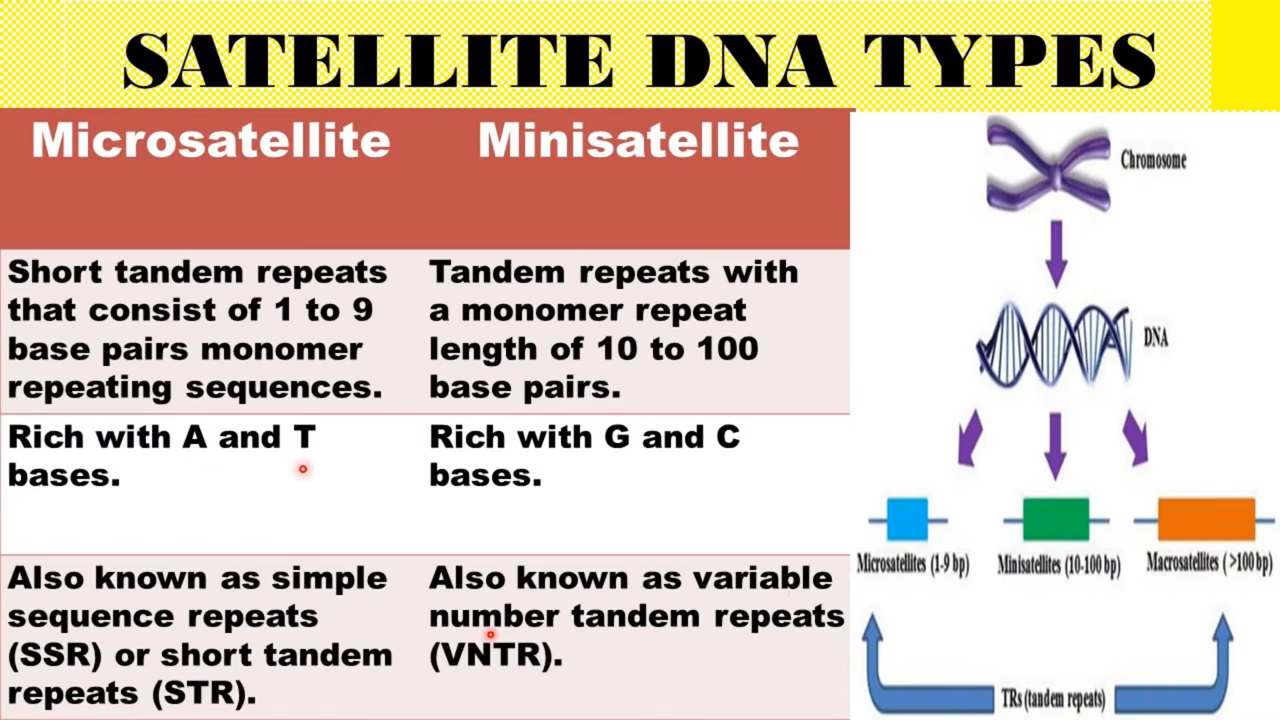 SATELLITE DNA TYPES
Microsatellite
Minisatellite
Short tandem repeats
that consist of 1 to 9
base pairs monomer
repeating sequences.
Tandem repeats with
a monomer repeat
length of 10 to 100
base pairs.
Rich with A and T
bases.
Rich with G and C
bases.
Also known as simple
sequence repeats
(SSR) or short tandem
repeats (STR).
Also known as variable
number tandem repeats
(VNTR).
Chromosome
DNA
Microsatellites (1-9 bp)
Minisatellites (10-100 bp)
Macrosatellites ( >100 bp)
TRs (tandem repeats)